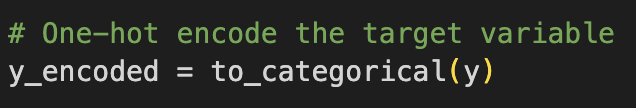 # One-hot encode the target variable
y_encoded = to_categorical(y)